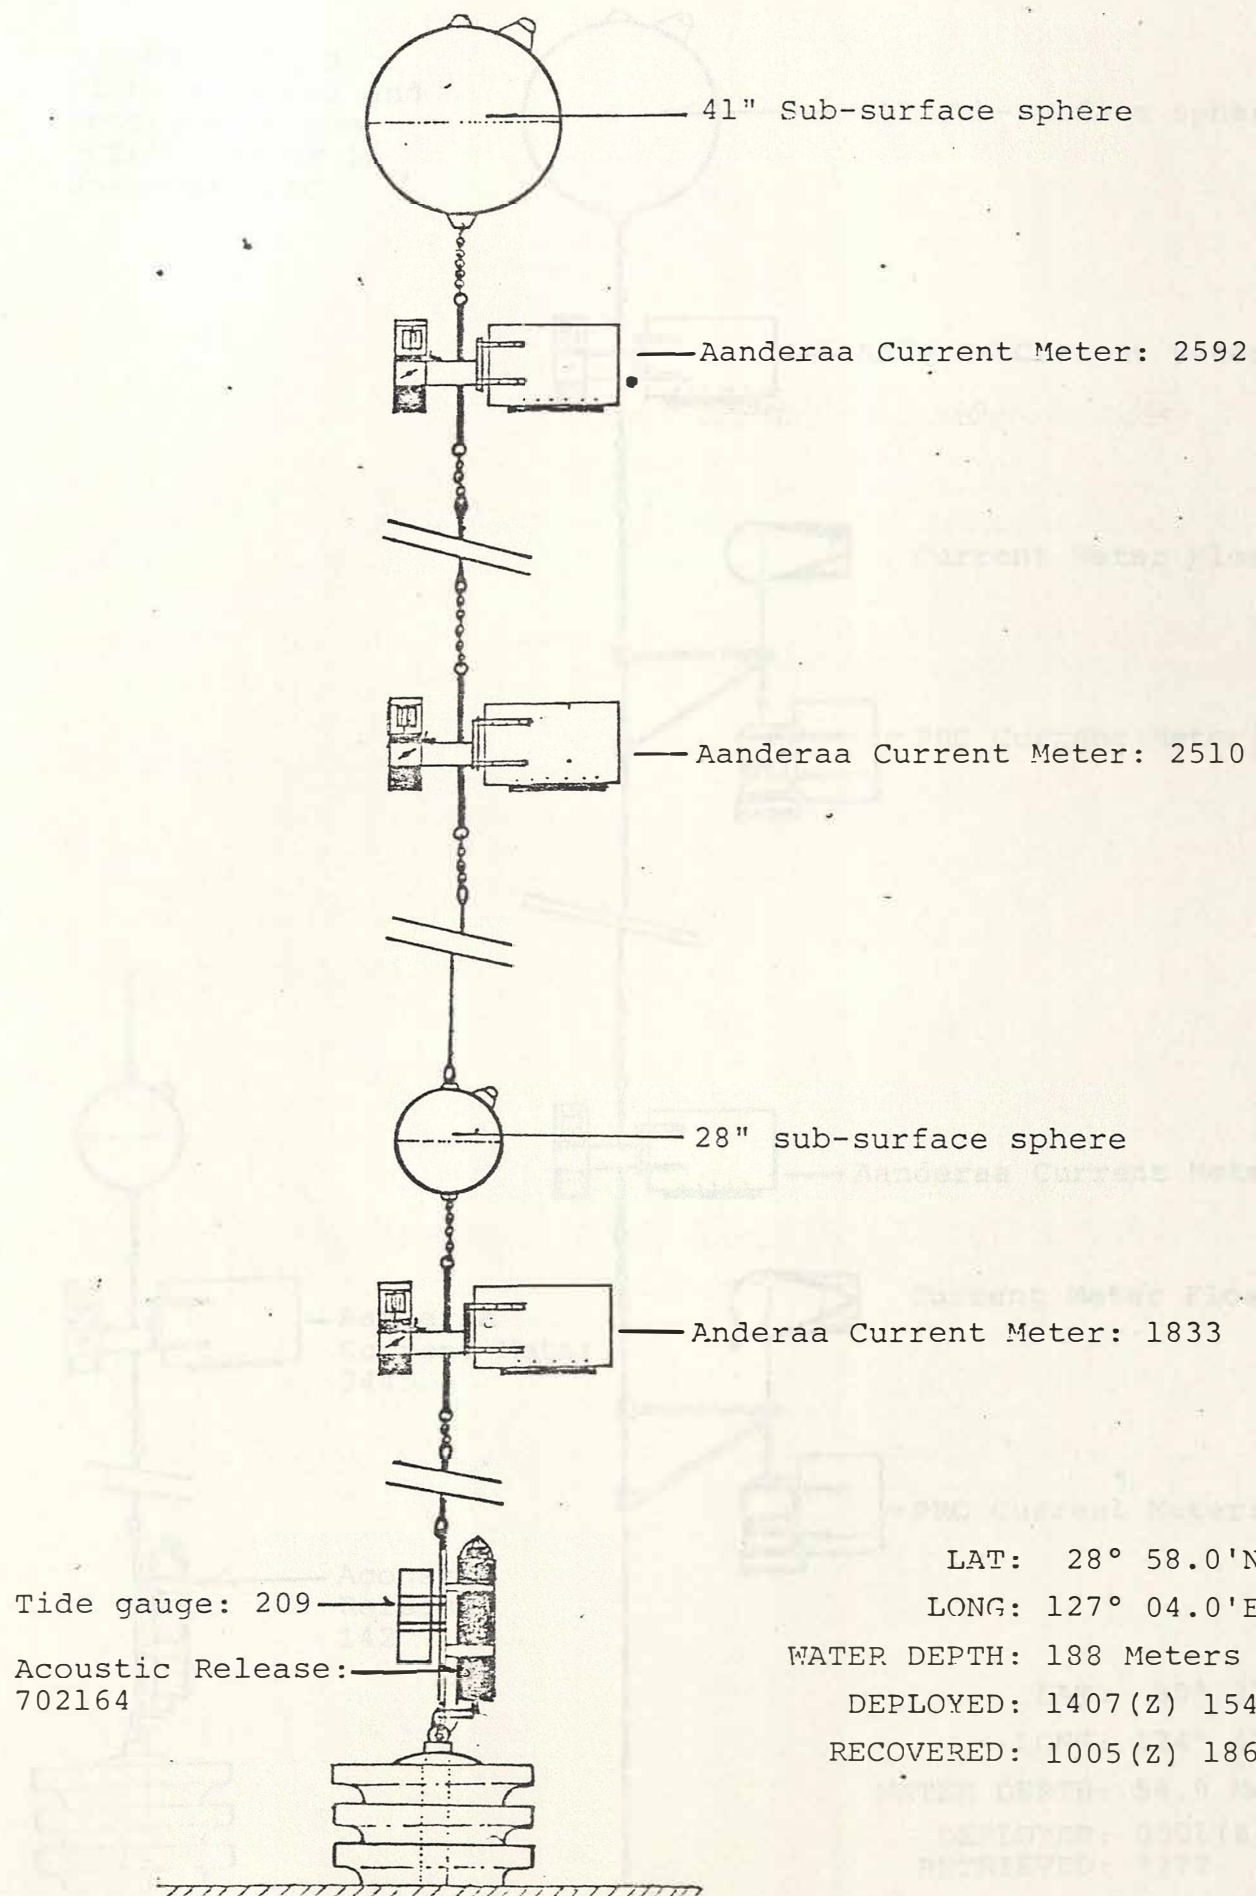 41" Sub-surface sphere
Aanderaa Current Meter: 2592
Aanderaa Current Meter: 2510
28" sub-surface sphere
Anderaa Current Meter: 1833
Tide gauge: 209
Acoustic Release:
702164
LAT: 28° 58.0'N
LONG: 127° 04.0'E
WATER DEPTH: 188 Meters
DEPLOYED: 1407(Z) 154
RECOVERED: 1005(Z) 186